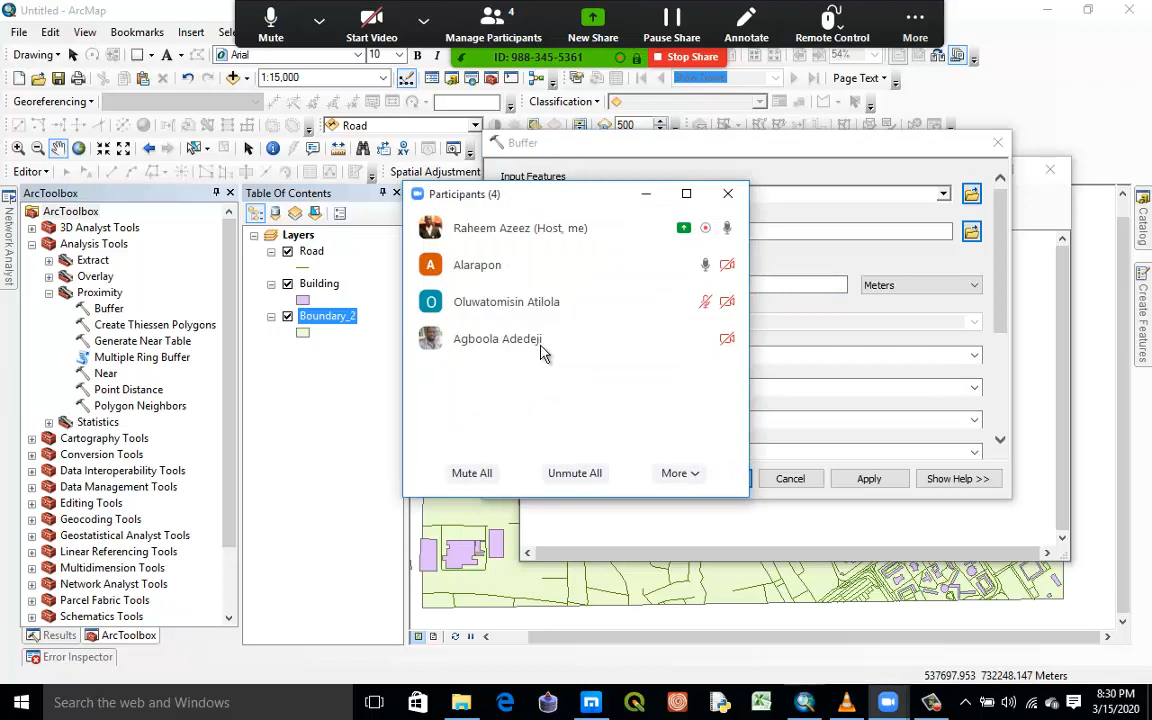 Untitled - ArcMap
4
Mute
Start Video
Manage Participants
New Share
Pause Share
Annotate
Remote Control
More
File Edit View Bookmarks Insert
ID: 988-345-5361
Stop Share
Drawing
Arial
10
54%
1:15,000
Page Text
Georeferencing
Classification
Road
500
Buffer
Editor
Spatial Adjustment
Input Features
ArcToolbox
Table Of Contents
Participants (4)
ArcToolbox
3D Analyst Tools
Analysis Tools
Extract
Overlay
Proximity
Buffer
Create Thiessen Polygons
Generate Near Table
Multiple Ring Buffer
Near
Point Distance
Polygon Neighbors
Statistics
Cartography Tools
Conversion Tools
Data Interoperability Tools
Data Management Tools
Editing Tools
Geocoding Tools
Geostatistical Analyst Tools
Linear Referencing Tools
Multidimension Tools
Network Analyst Tools
Parcel Fabric Tools
Schematics Tools
Layers
Road
Building
Boundary_2
Raheem Azeez (Host, me)
A
Alarapon
O
Oluwatomisin Atilola
Agboola Adedeji
Mute All
Unmute All
More
Meters
Cancel
Apply
Show Help >>
Network Analyst
Catalog
Create Features
Results
ArcToolbox
Error Inspector
537697.953 732248.147 Meters
Search the web and Windows
8:30 PM
3/15/2020